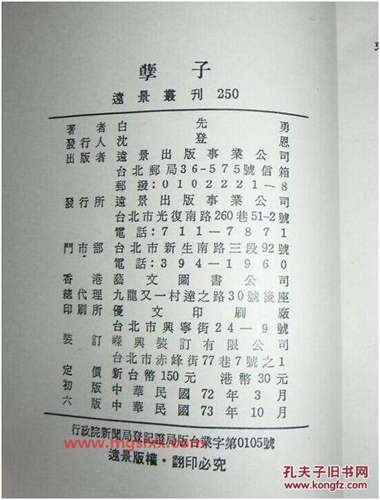 孽子
遠景叢刊 250
著者 白先勇
發行人 沈登恩
出版者 遠景出版事業公司
台北郵局36-575號信箱
郵撥:0102221-8
發行所 遠景出版事業公司
台北市光復南路260巷51-2號
電話:711-7871
門市部 台北市新生南路三段92號
電話:394-1960
香港 藝文圖書公司
總代理 九龍又一村達之路30號後座
印刷所 優文印刷廠
台北市興寧街24-9號
裝訂 嶸興裝訂有限公司
台北市赤峰街77巷7號之1
定價 新台幣150元 港幣30元
初版 中華民國72年3月
六版 中華民國73年10月
行政院新聞局登記證局版台業字第0105號
遠景版權·翻印必究
www.mgsfxx.com
孔夫子旧书网